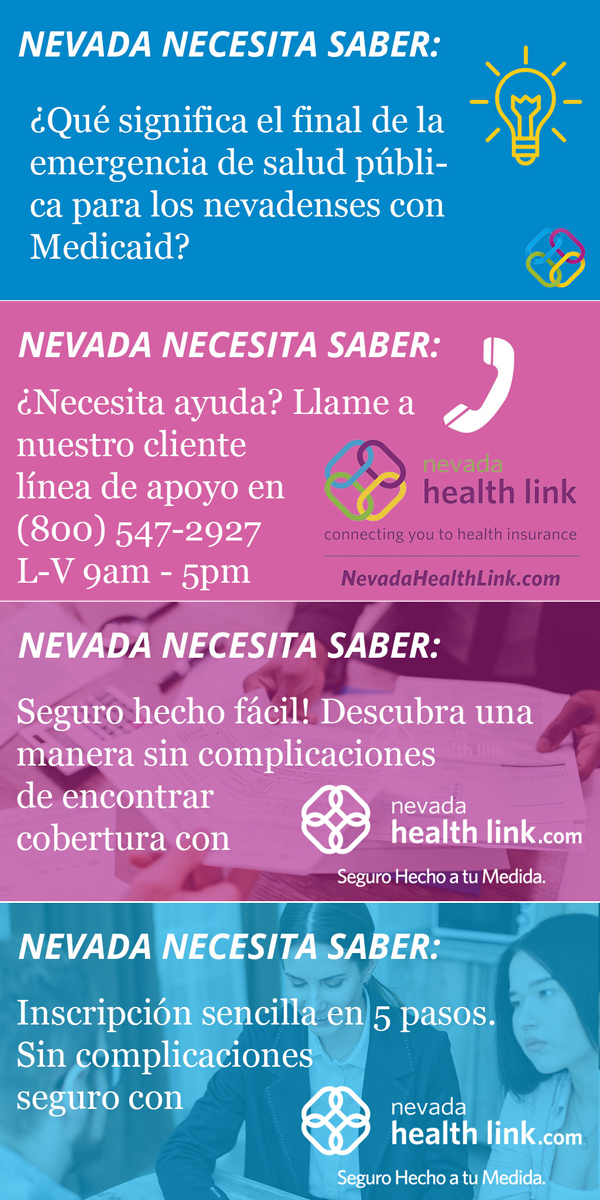 NEVADA NECESITA SABER:
¿Qué significa el final de la
emergencia de salud públi-
ca para los nevadenses con
Medicaid?
NEVADA NECESITA SABER:
¿Necesita ayuda? Llame a
nuestro cliente
línea de apoyo en
(800) 547-2927
L-V 9am - 5pm
nevada
health link
connecting you to health insurance
NevadaHealthLink.com
NEVADA NECESITA SABER:
Seguro hecho fácil! Descubra una
manera sin complicaciones
de encontrar
cobertura con
health link
nevada
health link.com
Seguro Hecho a tu Medida.
NEVADA NECESITA SABER:
Inscripción sencilla en 5 pasos.
Sin complicaciones
seguro con
nevada
health link.com
Seguro Hecho a tu Medida.